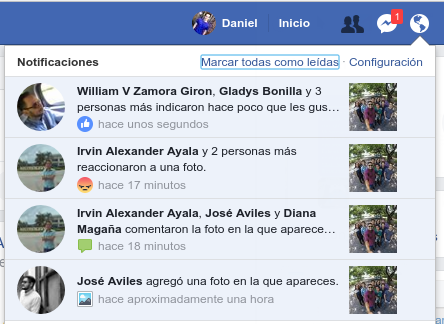 Daniel Inicio 1
Notificaciones Marcar todas como leídas · Configuración
William V Zamora Giron, Gladys Bonilla y 3
personas más indicaron hace poco que les gus...
hace unos segundos
Irvin Alexander Ayala y 2 personas más
reaccionaron a una foto.
hace 17 minutos
Irvin Alexander Ayala, José Aviles y Diana
Magaña comentaron la foto en la que aparece...
hace 18 minutos
José Aviles agregó una foto en la que apareces.
hace aproximadamente una hora